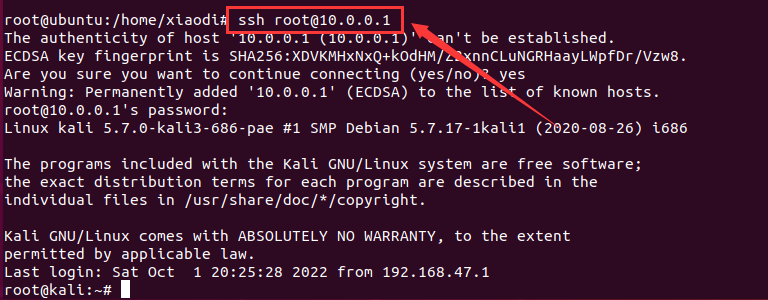 root@ubuntu:/home/xiaodi# ssh root@10.0.0.1
The authenticity of host '10.0.0.1 (10.0.0.1)' can't be established.
ECDSA key fingerprint is
Are you sure you want to continue connecting (yes/no)? yes
Warning: Permanently added '10.0.0.1' (ECDSA) to the list of known hosts.
root@10.0.0.1's password:
Linux kali 5.7.0-kali3-686-pae #1 SMP Debian 5.7.17-1kali1 (2020-08-26) i686
The programs included with the Kali GNU/Linux system are free software;
the exact distribution terms for each program are described in the
individual files in /usr/share/doc/*/copyright.
Kali GNU/Linux comes with ABSOLUTELY NO WARRANTY, to the extent
permitted by applicable law.
Last login: Sat Oct  1 20:25:28 2022 from 192.168.47.1
root@kali:~#